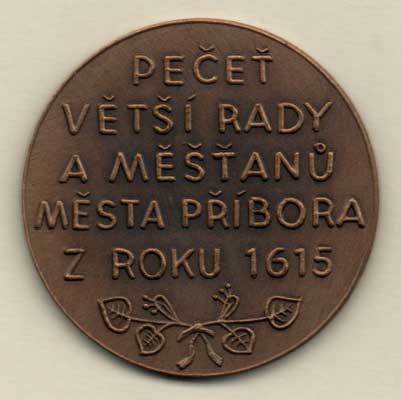 PEČEŤ
VĚTŠÍ RADY
A MĚŠŤANŮ
MĚSTA PŘÍBORA
Z ROKU 1615